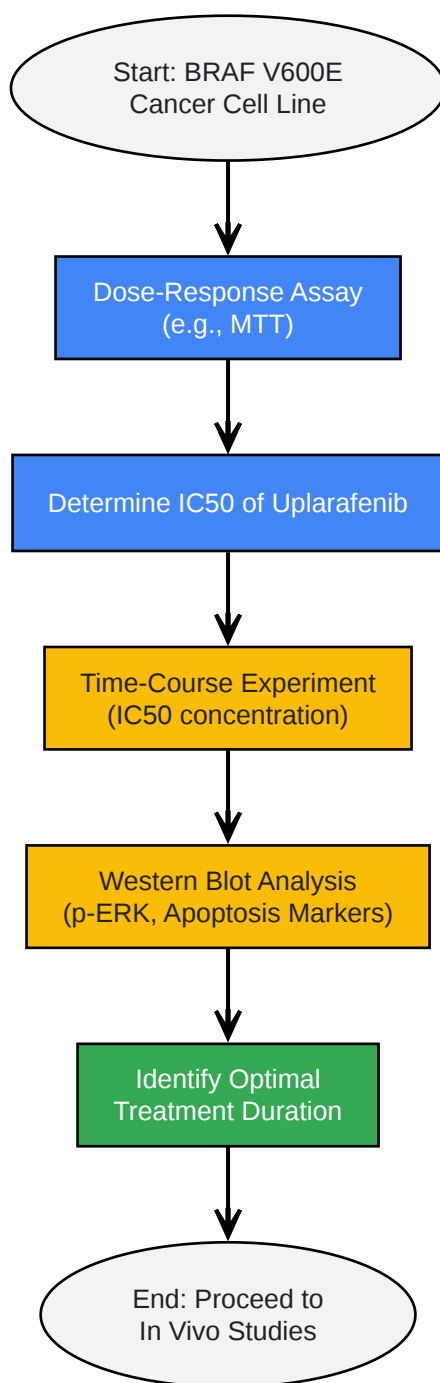 Start: BRAF V600E
Cancer Cell Line
Dose-Response Assay
(e.g., MTT)
Determine IC50 of Uplarafenib
Time-Course Experiment
(IC50 concentration)
Western Blot Analysis
(p-ERK, Apoptosis Markers)
Identify Optimal
Treatment Duration
End: Proceed to
In Vivo Studies